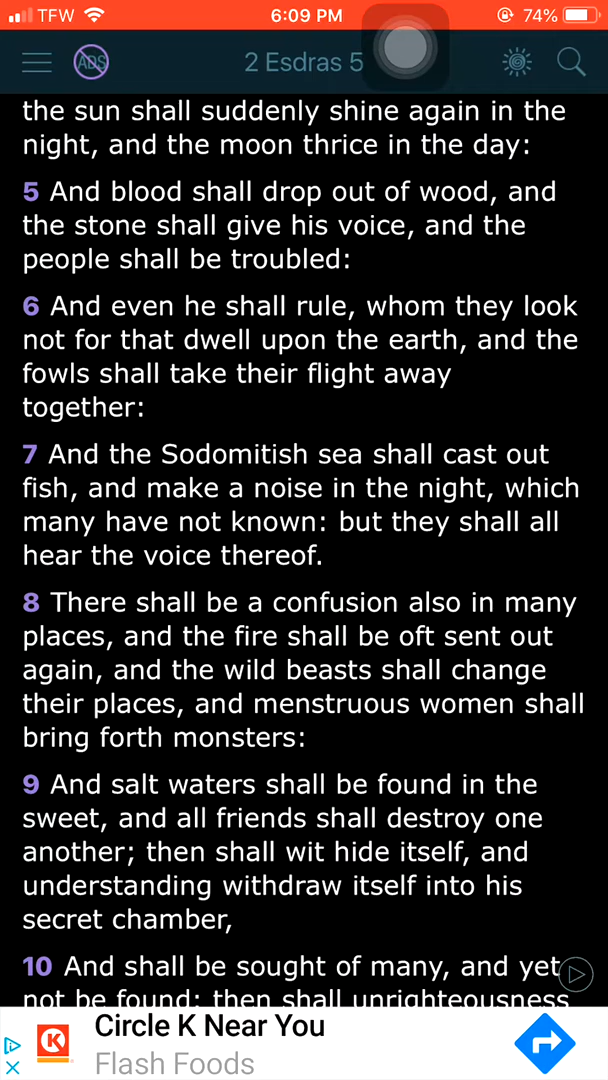 TFW 6:09 PM 74%
ADS 2 Esdras 5
the sun shall suddenly shine again in the
night, and the moon thrice in the day:
5 And blood shall drop out of wood, and
the stone shall give his voice, and the
people shall be troubled:
6 And even he shall rule, whom they look
not for that dwell upon the earth, and the
fowls shall take their flight away
together:
7 And the Sodomitish sea shall cast out
fish, and make a noise in the night, which
many have not known: but they shall all
hear the voice thereof.
8 There shall be a confusion also in many
places, and the fire shall be oft sent out
again, and the wild beasts shall change
their places, and menstruous women shall
bring forth monsters:
9 And salt waters shall be found in the
sweet, and all friends shall destroy one
another; then shall wit hide itself, and
understanding withdraw itself into his
secret chamber,
10 And shall be sought of many, and yet
not be found: then shall unrighteousness
K Circle K Near You
Flash Foods